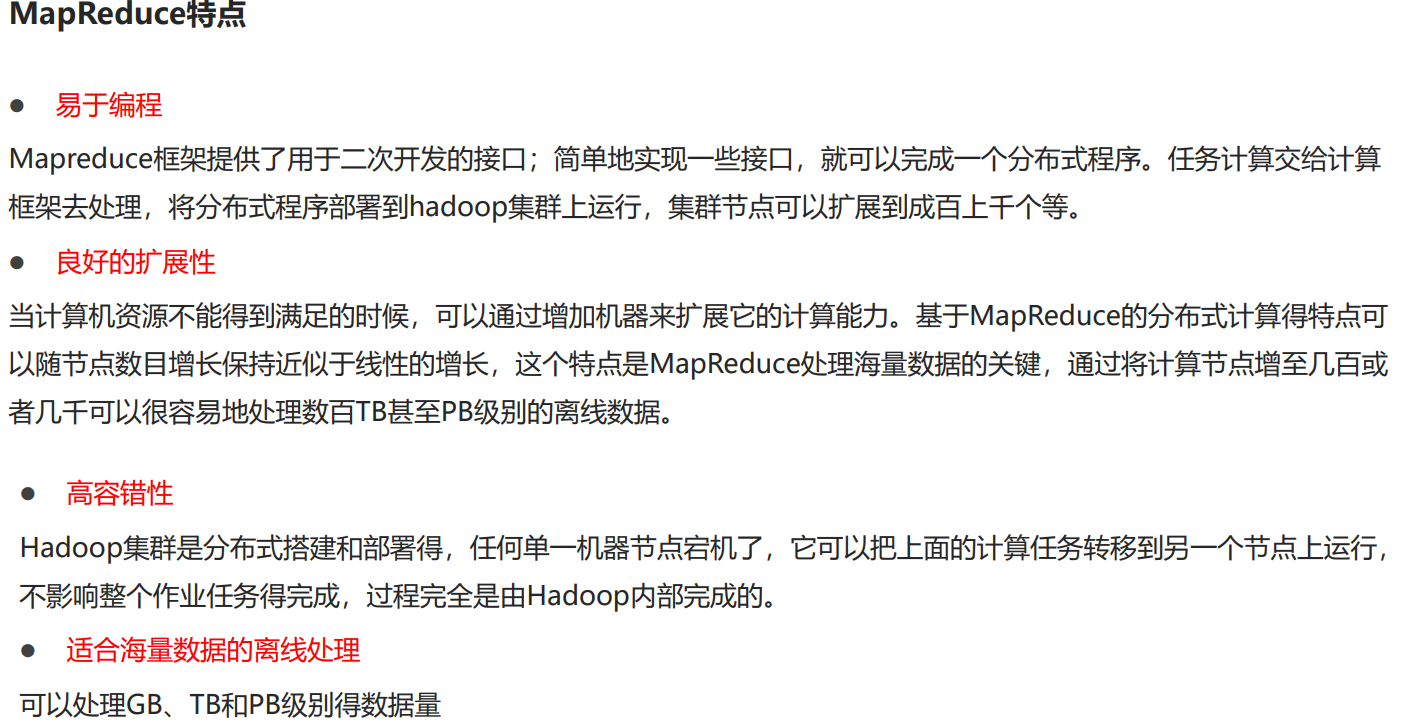 MapReduce特点
● 易于编程
Mapreduce框架提供了用于二次开发的接口；简单地实现一些接口，就可以完成一个分布式程序。任务计算交给计算
框架去处理，将分布式程序部署到hadoop集群上运行，集群节点可以扩展到成百上千个等。
● 良好的扩展性
当计算机资源不能得到满足的时候，可以通过增加机器来扩展它的计算能力。基于MapReduce的分布式计算得特点可
以随节点数目增长保持近似于线性的增长，这个特点是MapReduce处理海量数据的关键，通过将计算节点增至几百或
者几千可以很容易地处理数百TB甚至PB级别的离线数据。
● 高容错性
Hadoop集群是分布式搭建和部署得，任何单一机器节点宕机了，它可以把上面的计算任务转移到另一个节点上运行，
不影响整个作业任务得完成，过程完全是由Hadoop内部完成的。
● 适合海量数据的离线处理
可以处理GB、TB和PB级别得数据量